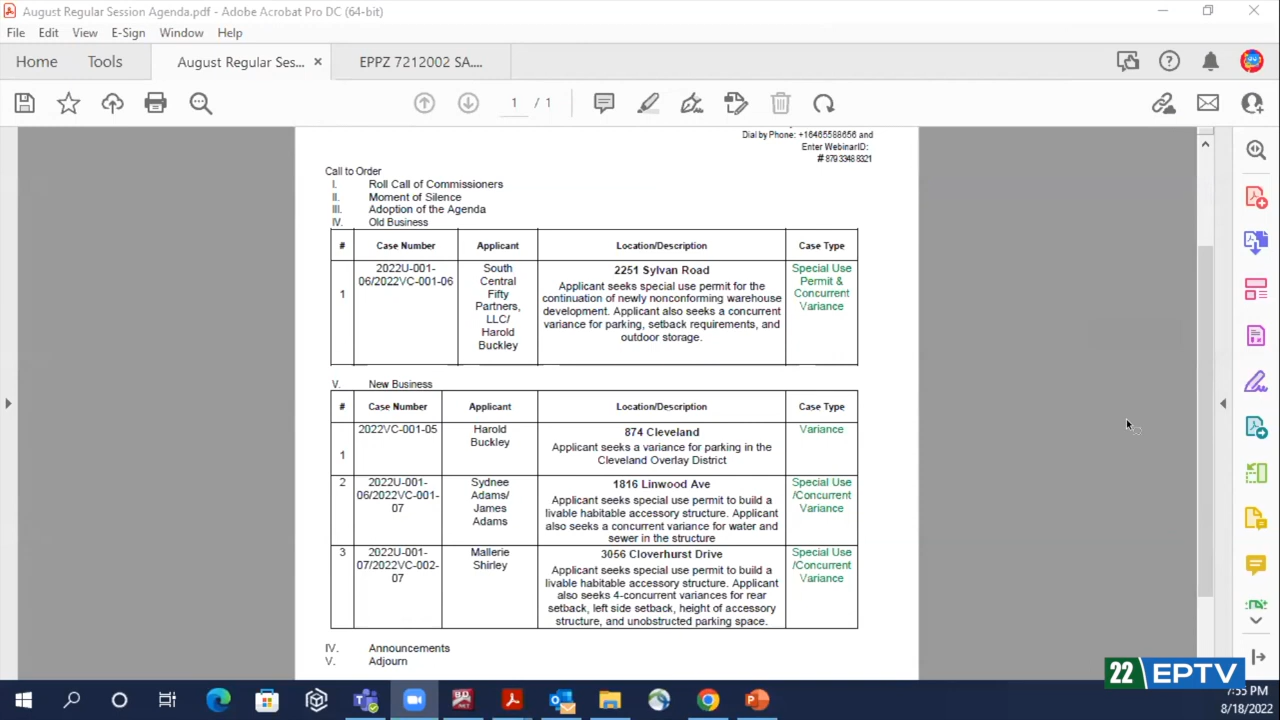 August Regular Session Agenda.pdf - Adobe Acrobat Pro DC (64-bit)
File Edit View E-Sign Window Help
Home Tools August Regular Ses... × EPPZ 7212002 SA....
1 / 1
Dial by Phone: +16465588656 and
Enter WebinarID:
# 879 3348 8321
Call to Order
I. Roll Call of Commissioners
II. Moment of Silence
III. Adoption of the Agenda
IV. Old Business
# Case Number Applicant Location/Description Case Type
1
2022U-001-
06/2022VC-001-06
South
Central
Fifty
Partners,
LLC/
Harold
Buckley
2251 Sylvan Road
Applicant seeks special use permit for the
continuation of newly nonconforming warehouse
development. Applicant also seeks a concurrent
variance for parking, setback requirements, and
outdoor storage.
Special Use
Permit &
Concurrent
Variance
V. New Business
# Case Number Applicant Location/Description Case Type
1
2022VC-001-05
Harold
Buckley
874 Cleveland
Applicant seeks a variance for parking in the
Cleveland Overlay District
Variance
2
2022U-001-
06/2022VC-001-
07
Sydnee
Adams/
James
Adams
1816 Linwood Ave
Applicant seeks special use permit to build a
livable habitable accessory structure. Applicant
also seeks a concurrent variance for water and
sewer in the structure
Special Use
/Concurrent
Variance
3
2022U-001-
07/2022VC-002-
07
Mallerie
Shirley
3056 Cloverhurst Drive
Applicant seeks special use permit to build a
livable habitable accessory structure. Applicant
also seeks 4-concurrent variances for rear
setback, left side setback, height of accessory
structure, and unobstructed parking space.
Special Use
/Concurrent
Variance
IV. Announcements
V. Adjourn
22 EPTV
7:55 PM
8/18/2022